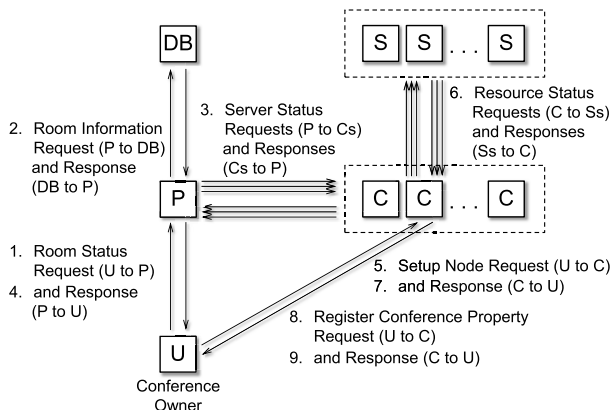 DB
S S . . . S
2. Room Information
Request (P to DB)
and Response
(DB to P)
3. Server Status
Requests (P to Cs)
and Responses
(Cs to P)
6. Resource Status
Requests (C to Ss)
and Responses
(Ss to C)
P
C C . . . C
1. Room Status
Request (U to P)
4. and Response
(P to U)
5. Setup Node Request (U to C)
7. and Response (C to U)
8. Register Conference Property
Request (U to C)
9. and Response (C to U)
U
Conference
Owner